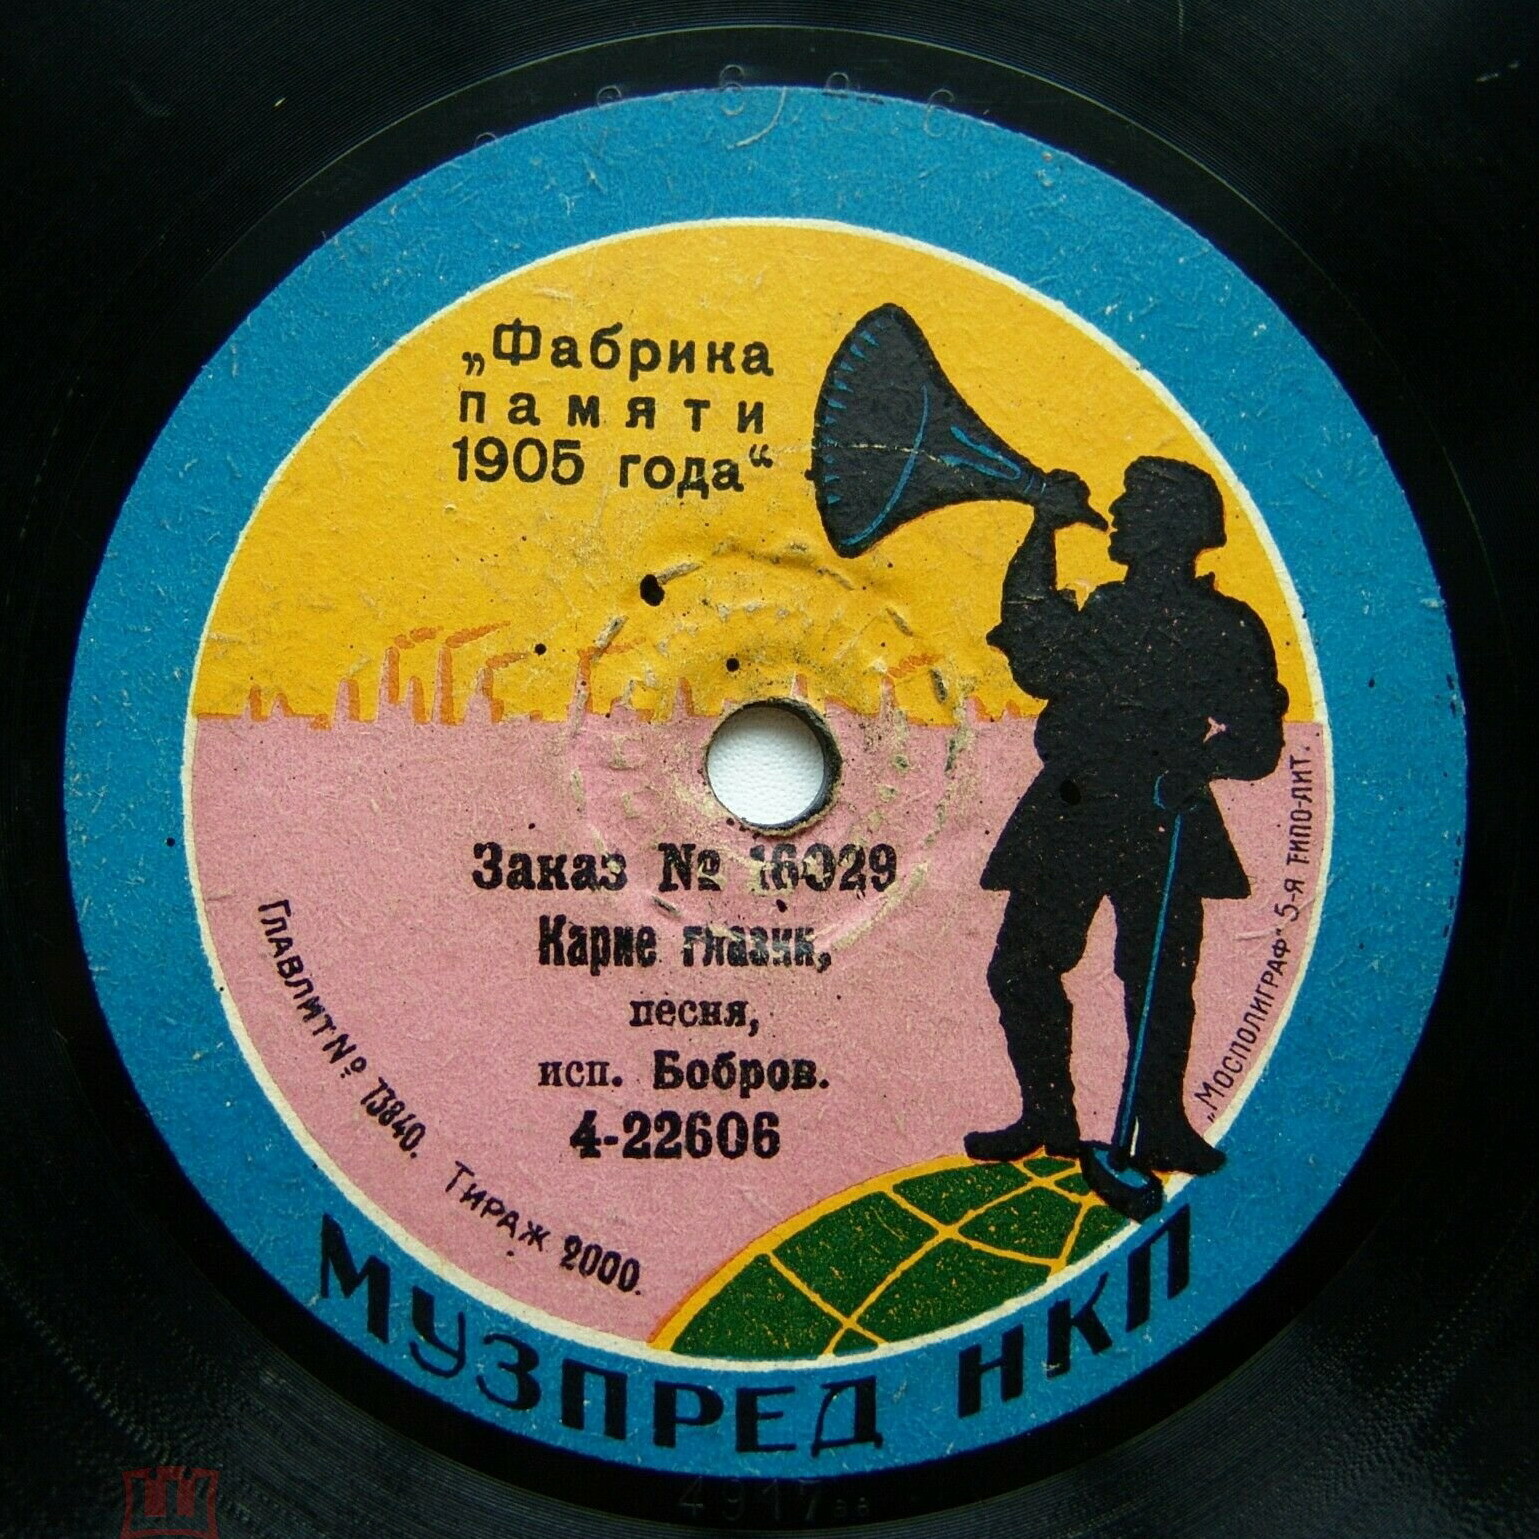 „Фабрика
памяти
1905 года“
Заказ № 16029
Карие глазки,
песня,
исп. Бобров.
4-22606
Главлит № 73840. Тираж 2000.
„Мосполиграф“ 5-я типо-лит.
МУЗПРЕД НКП